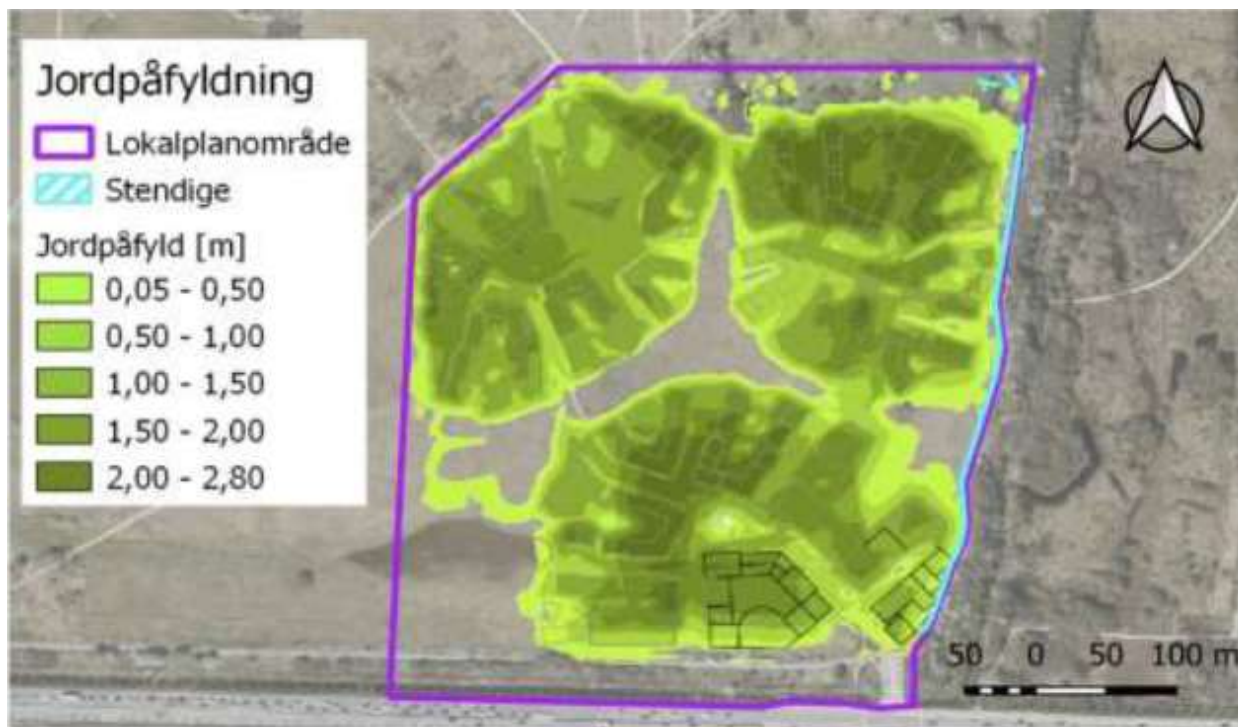 Jordpåfyldning
Lokalplanområde
Stendige
Jordpåfyld [m]
0,05 - 0,50
0,50 - 1,00
1,00 - 1,50
1,50 - 2,00
2,00 - 2,80
50 0 50 100 m